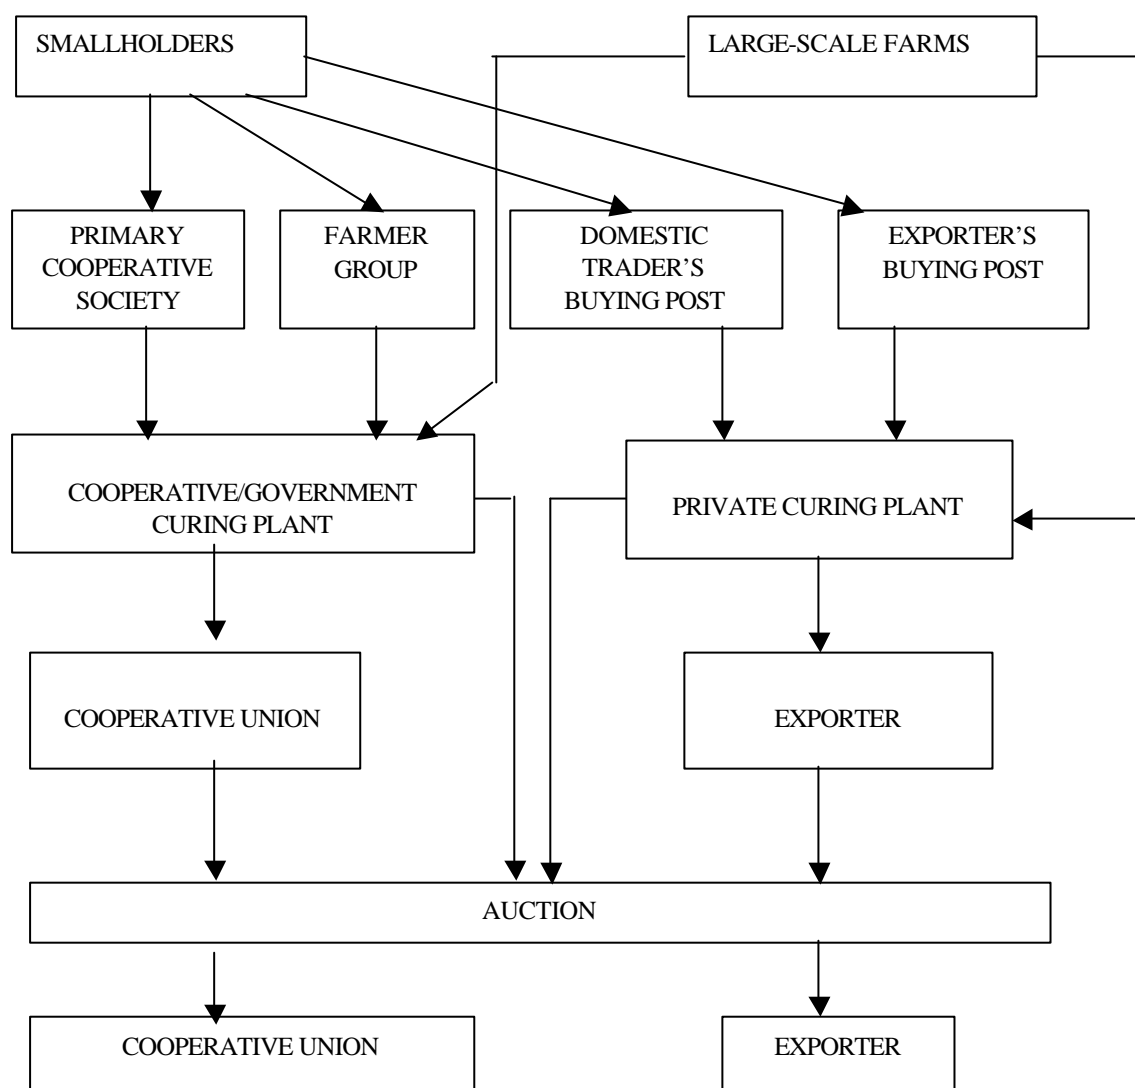 SMALLHOLDERS
LARGE-SCALE FARMS
PRIMARY
COOPERATIVE
SOCIETY
FARMER
GROUP
DOMESTIC
TRADER'S
BUYING POST
EXPORTER'S
BUYING POST
COOPERATIVE/GOVERNMENT
CURING PLANT
PRIVATE CURING PLANT
COOPERATIVE UNION
EXPORTER
AUCTION
COOPERATIVE UNION
EXPORTER